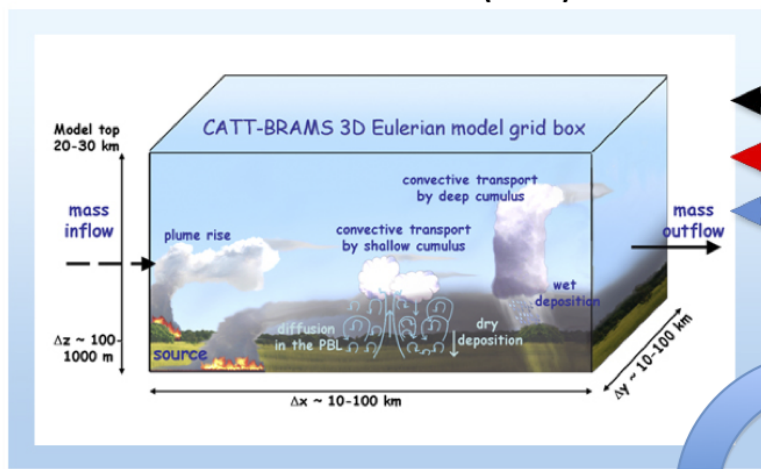 CATT-BRAMS 3D Eulerian model grid box
Model top
20-30 km
convective transport
by deep cumulus
mass
inflow
plume rise
convective transport
by shallow cumulus
mass
outflow
wet
deposition
diffusion
in the PBL
dry
deposition
Δz ~ 100-
1000 m
source
Δx ~ 10-100 km
Δy ~ 10-100 km